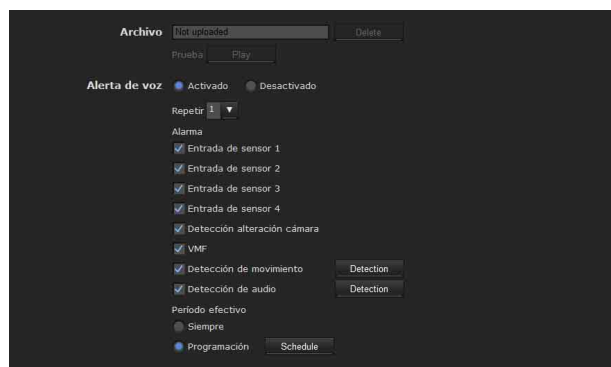 Archivo Not uploaded Delete
Prueba Play
Alerta de voz Activado Desactivado
Repetir 1
Alarma
Entrada de sensor 1
Entrada de sensor 2
Entrada de sensor 3
Entrada de sensor 4
Detección alteración cámara
VMF
Detección de movimiento Detection
Detección de audio Detection
Período efectivo
Siempre
Programación Schedule